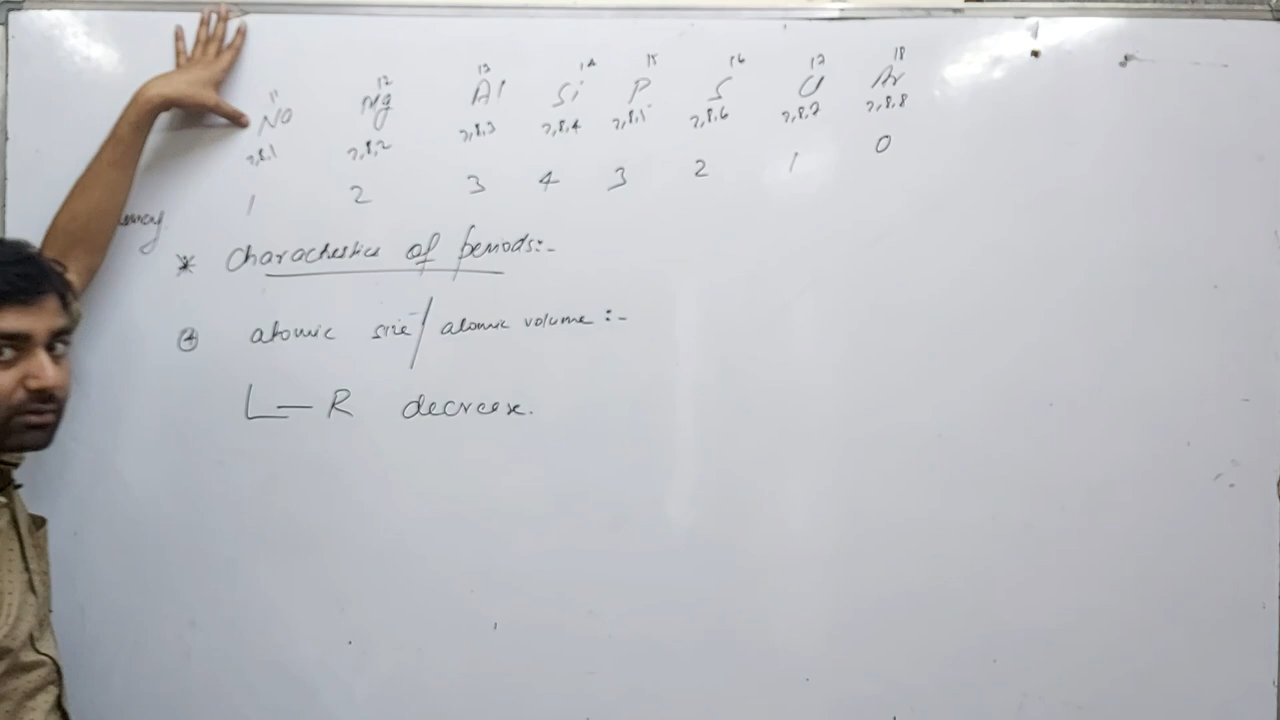 11 12 13 14 15 16 17 18
Na Mg Al Si P S Cl Ar
2,8,1 2,8,2 2,8,3 2,8,4 2,8,5 2,8,6 2,8,7 2,8,8
1 2 3 4 3 2 1 0
* Charachestics of periods:-
④ atomic size/atomic volume :-
L—R decrease.